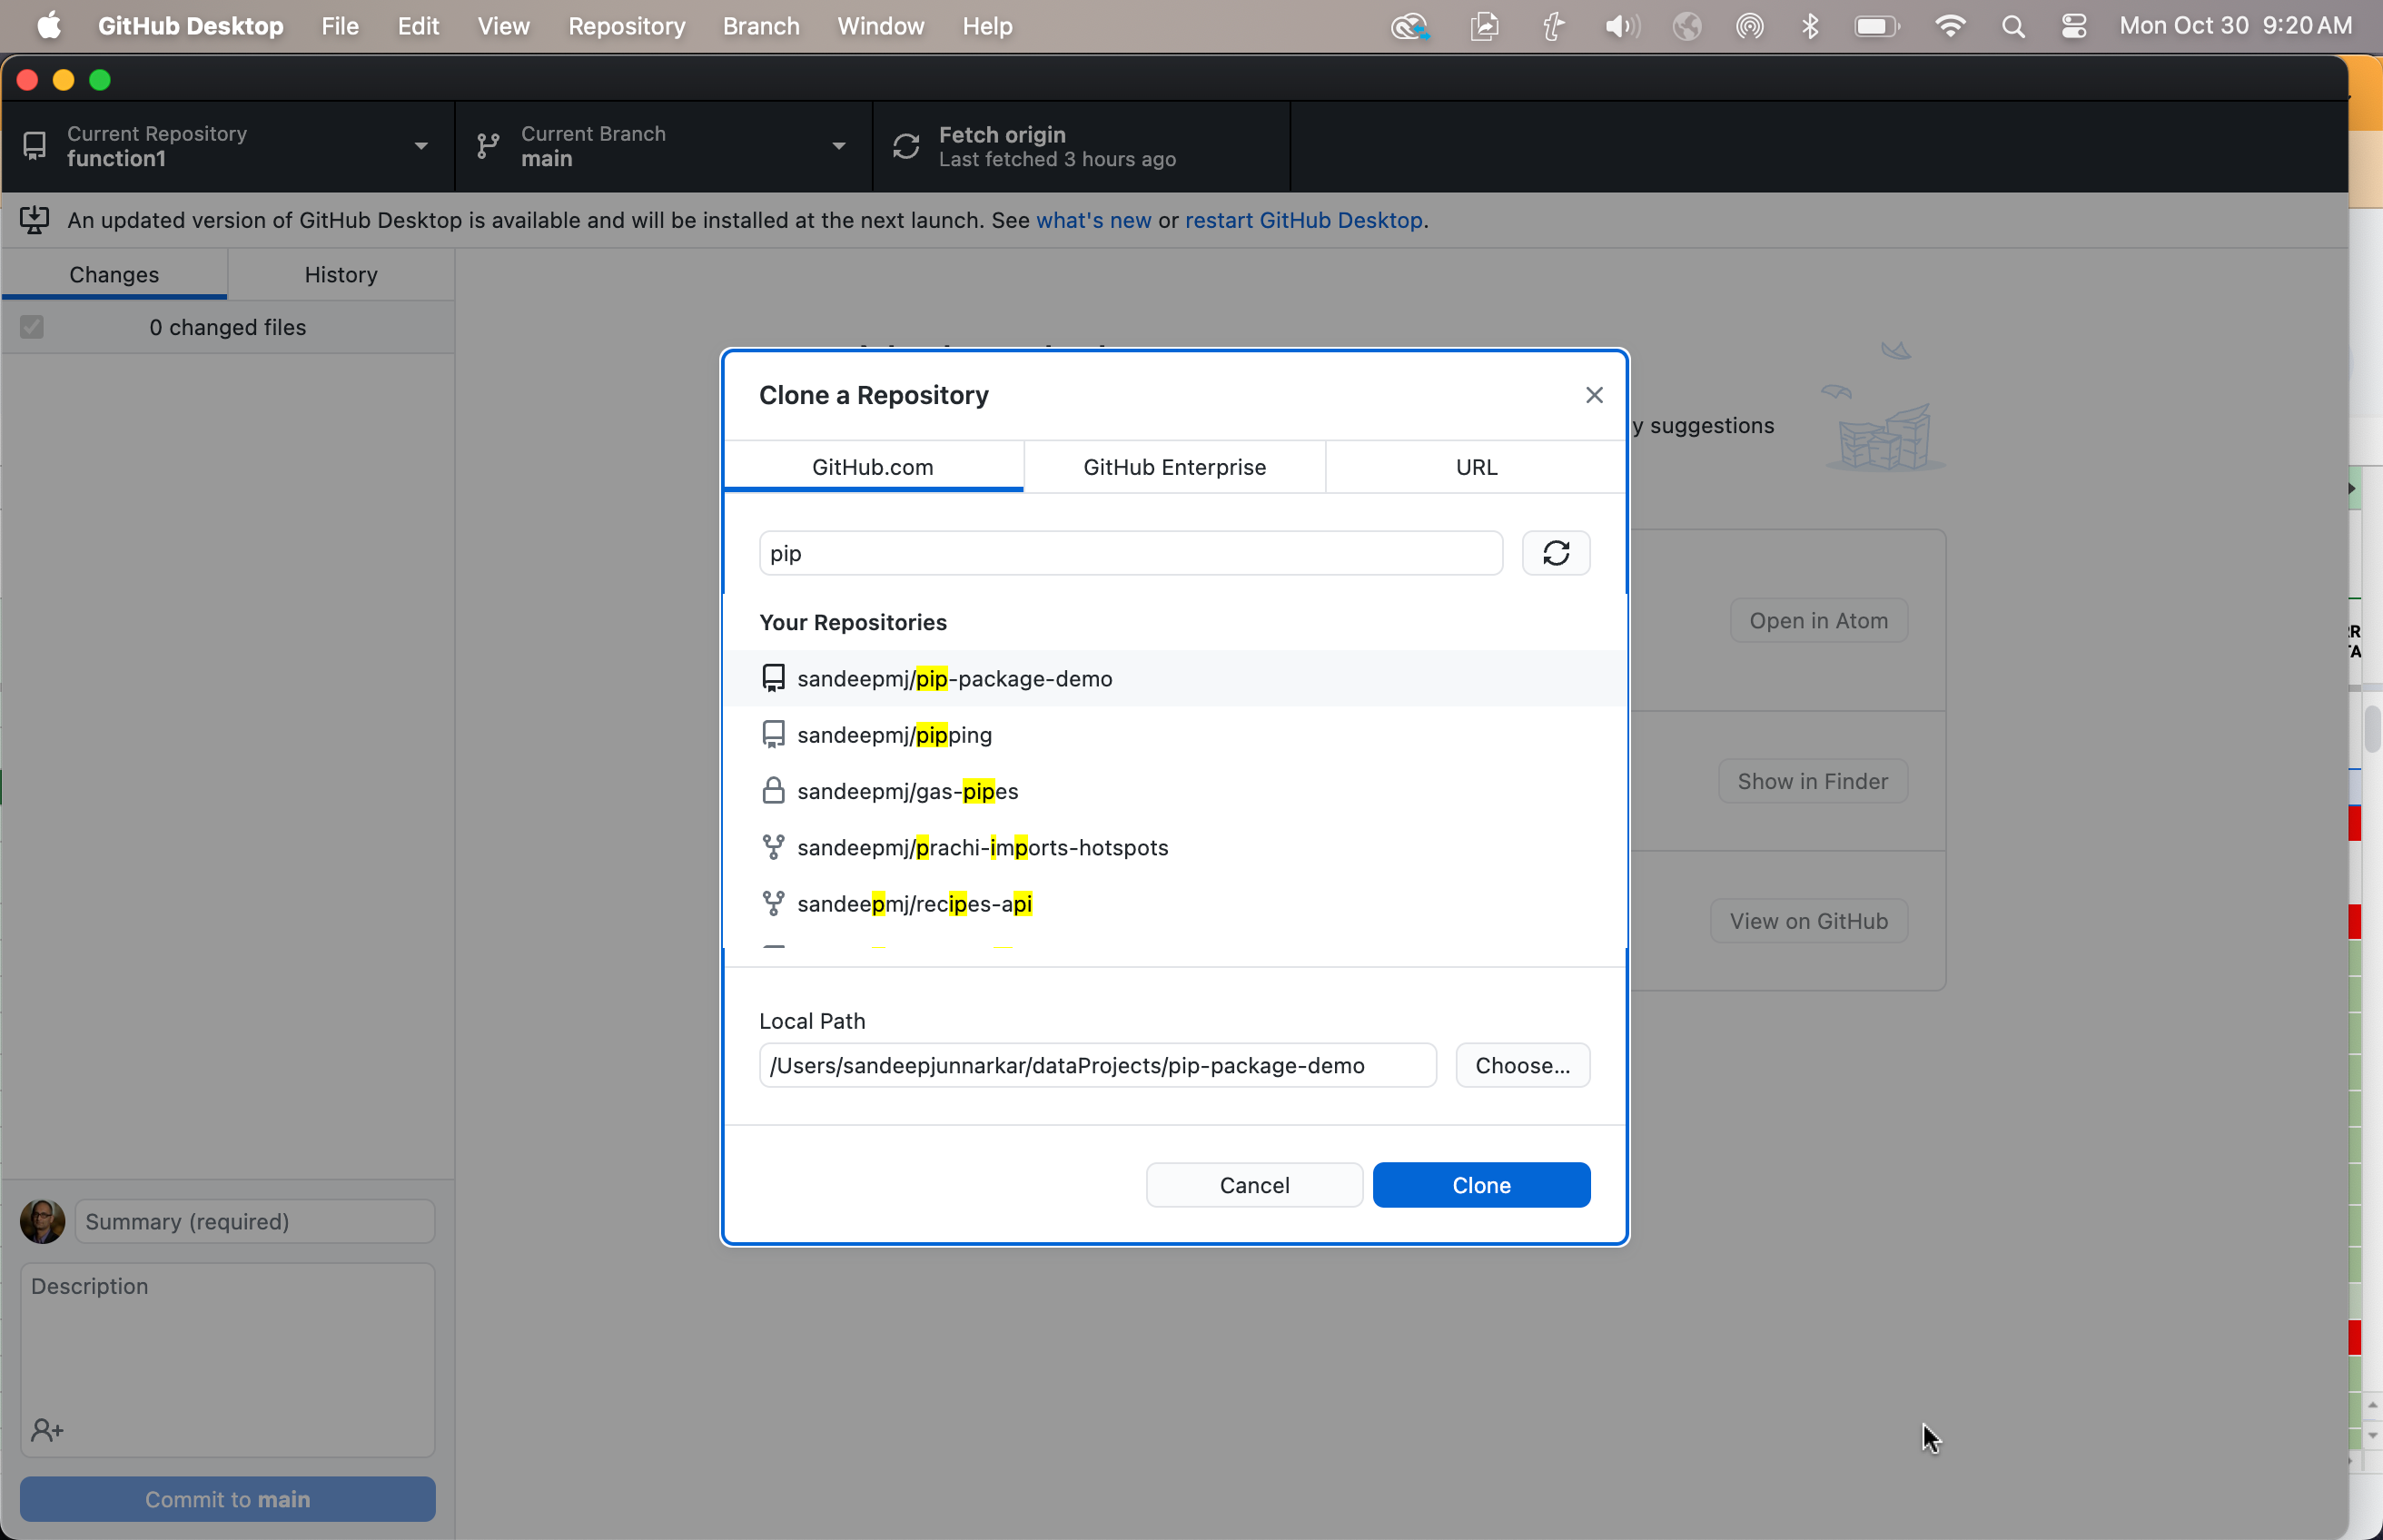 GitHub Desktop File Edit View Repository Branch Window Help Mon Oct 30 9:20 AM
Current Repository
function1
Current Branch
main
Fetch origin
Last fetched 3 hours ago
An updated version of GitHub Desktop is available and will be installed at the next launch. See what's new or restart GitHub Desktop.
Changes
History
0 changed files
y suggestions
Open in Atom
Show in Finder
View on GitHub
Clone a Repository
GitHub.com
GitHub Enterprise
URL
pip
Your Repositories
sandeepmj/pip-package-demo
sandeepmj/pipping
sandeepmj/gas-pipes
sandeepmj/prachi-imports-hotspots
sandeepmj/recipes-api
Local Path
/Users/sandeepjunnarkar/dataProjects/pip-package-demo
Choose...
Cancel
Clone
Summary (required)
Description
Commit to main